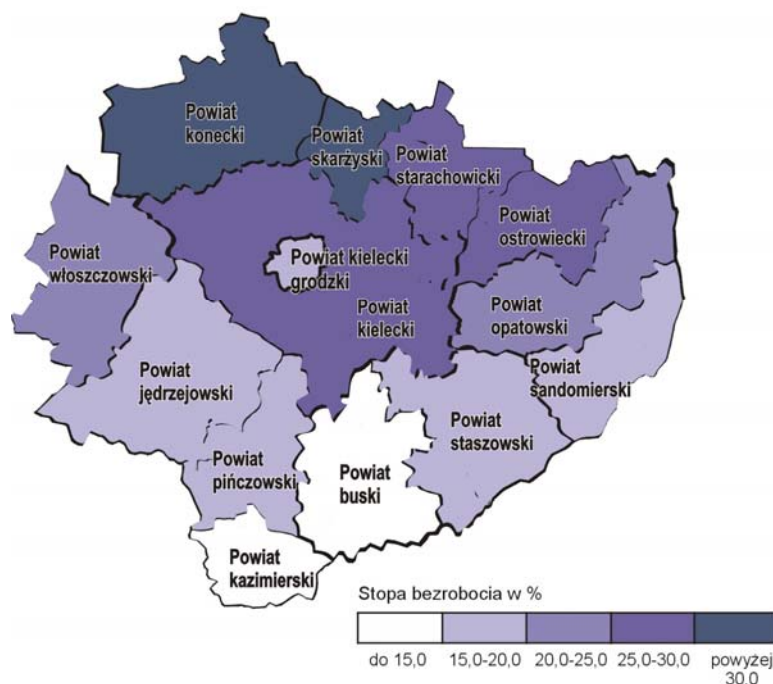 Powiat
konecki
Powiat
skarżyski
Powiat
starachowicki
Powiat
ostrowiecki
Powiat
włoszczowski
Powiat kielecki
grodzki
Powiat
kielecki
Powiat
opatowski
Powiat
jędrzejowski
Powiat
sandomierski
Powiat
staszowski
Powiat
pińczowski
Powiat
buski
Powiat
kazimierski
Stopa bezrobocia w %
do 15,0 15,0-20,0 20,0-25,0 25,0-30,0 powyżej
30,0